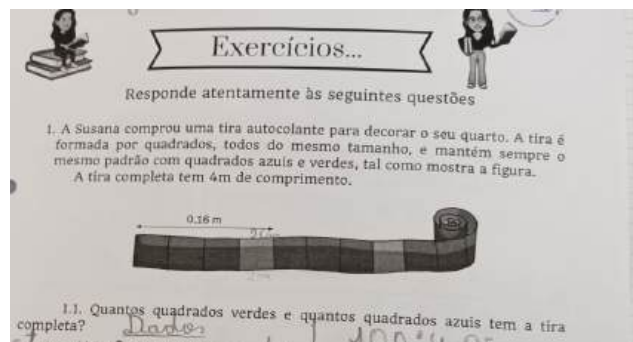 Exercícios...
Responde atentamente às seguintes questões
1. A Susana comprou uma tira autocolante para decorar o seu quarto. A tira é
formada por quadrados, todos do mesmo tamanho, e mantém sempre o
mesmo padrão com quadrados azuis e verdes, tal como mostra a figura.
A tira completa tem 4m de comprimento.
0,16 m
1.1. Quantos quadrados verdes e quantos quadrados azuis tem a tira
completa?
Dados